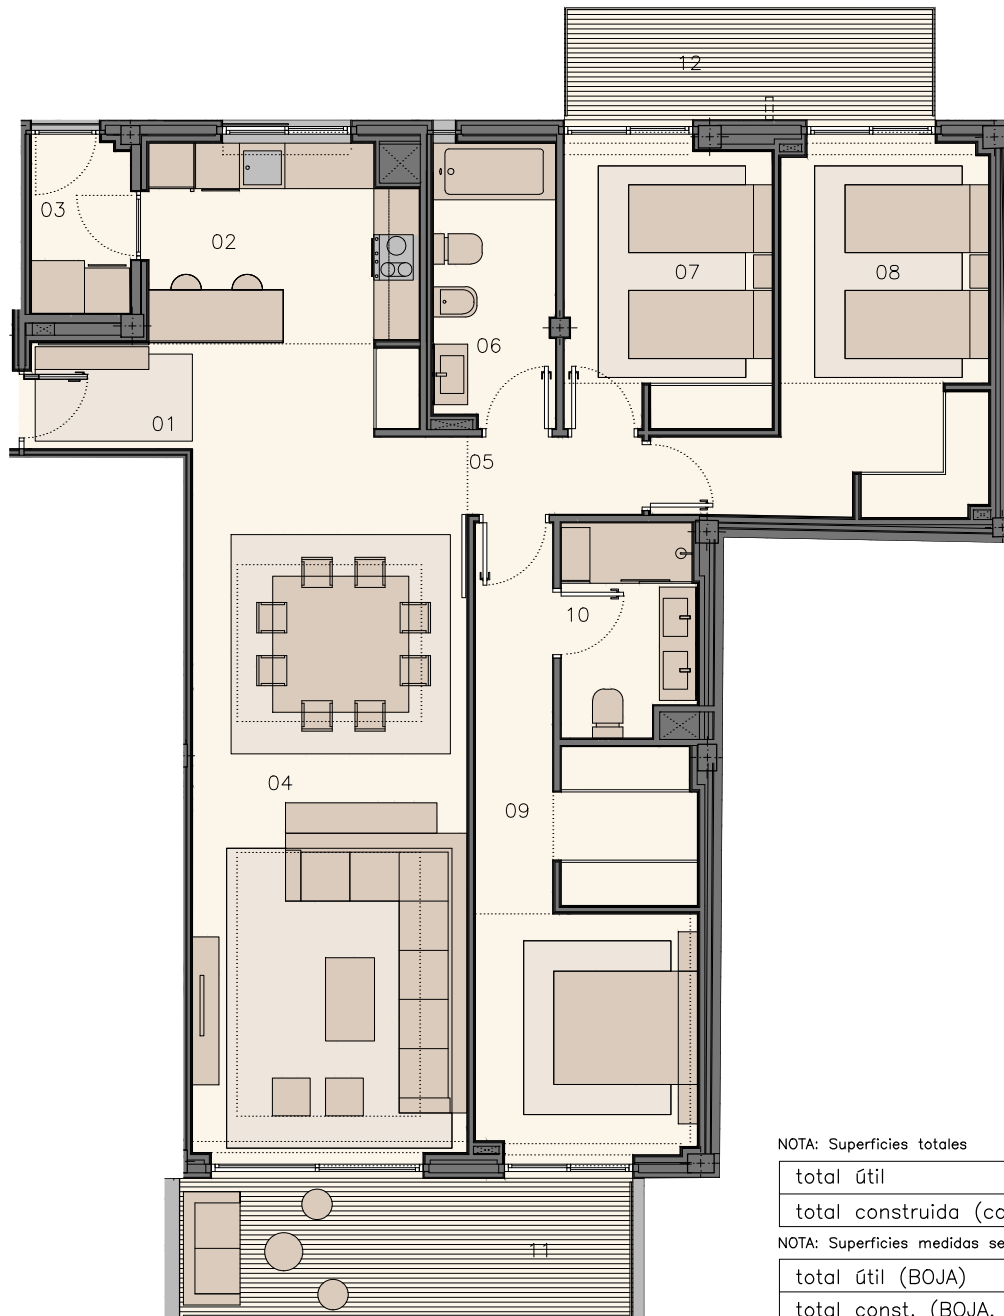 12
03
02
07
08
06
01
05
10
04
09
11
NOTA: Superficies totales
total útil
total construida (co
NOTA: Superficies medidas se
total útil (BOJA)
total const. (BOJA.